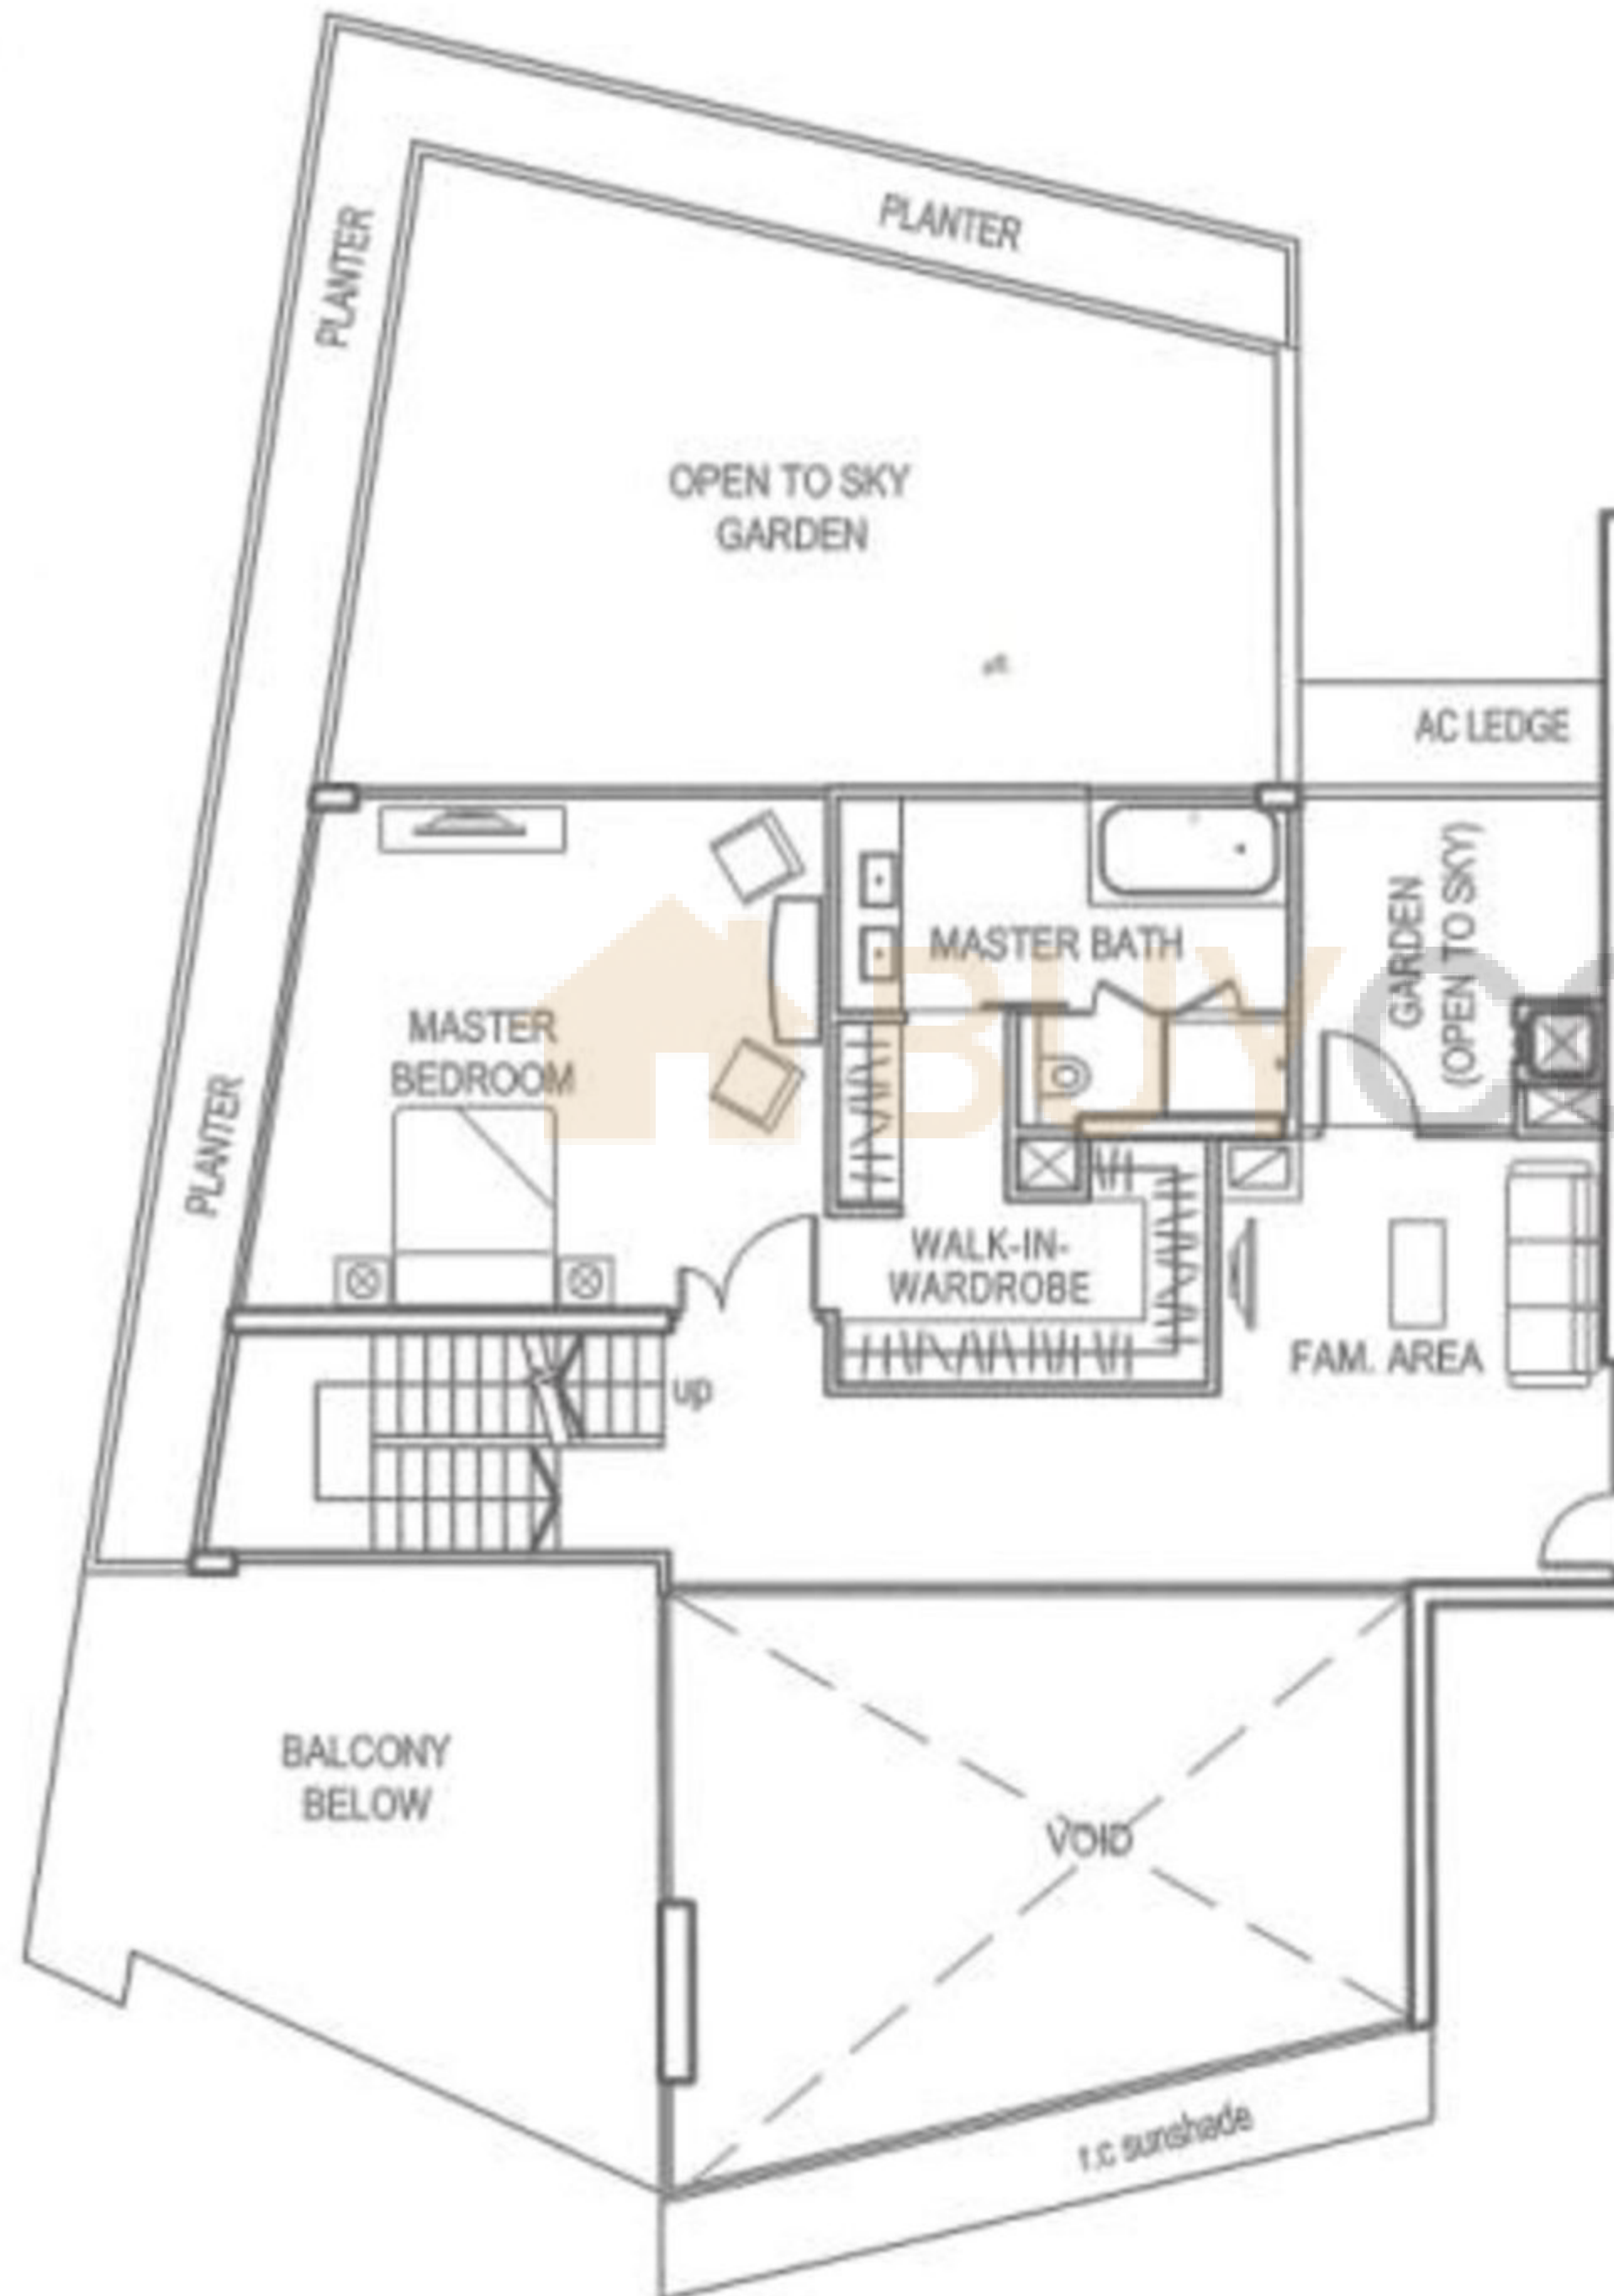 PLANTER
PLANTER
OPEN TO SKY
GARDEN
AC LEDGE
GARDEN
(OPEN TO SKY)
MASTER BATH
BUY
MASTER
BEDROOM
PLANTER
WALK-IN-
WARDROBE
FAM. AREA
up
BALCONY
BELOW
VOID
r.c sunshade